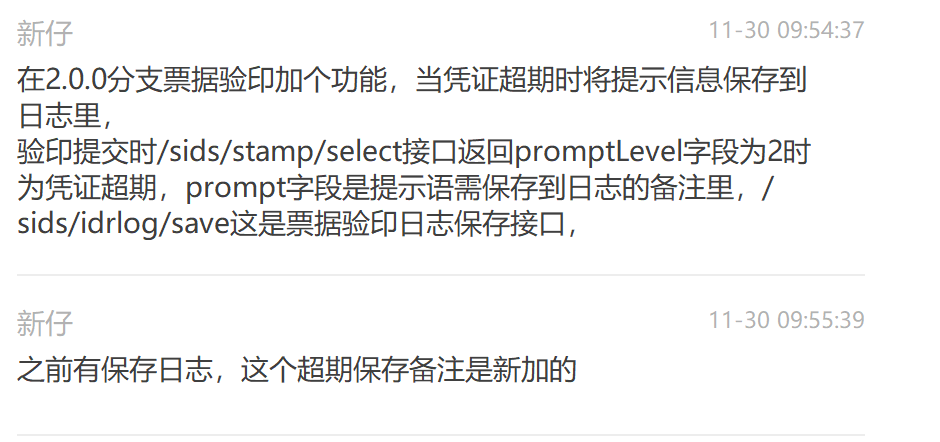 新仔 11-30 09:54:37
在2.0.0分支票据验印加个功能，当凭证超期时将提示信息保存到
日志里，
验印提交时/sids/stamp/select接口返回promptLevel字段为2时
为凭证超期，prompt字段是提示语需保存到日志的备注里，/
sids/idrlog/save这是票据验印日志保存接口，
新仔 11-30 09:55:39
之前有保存日志，这个超期保存备注是新加的